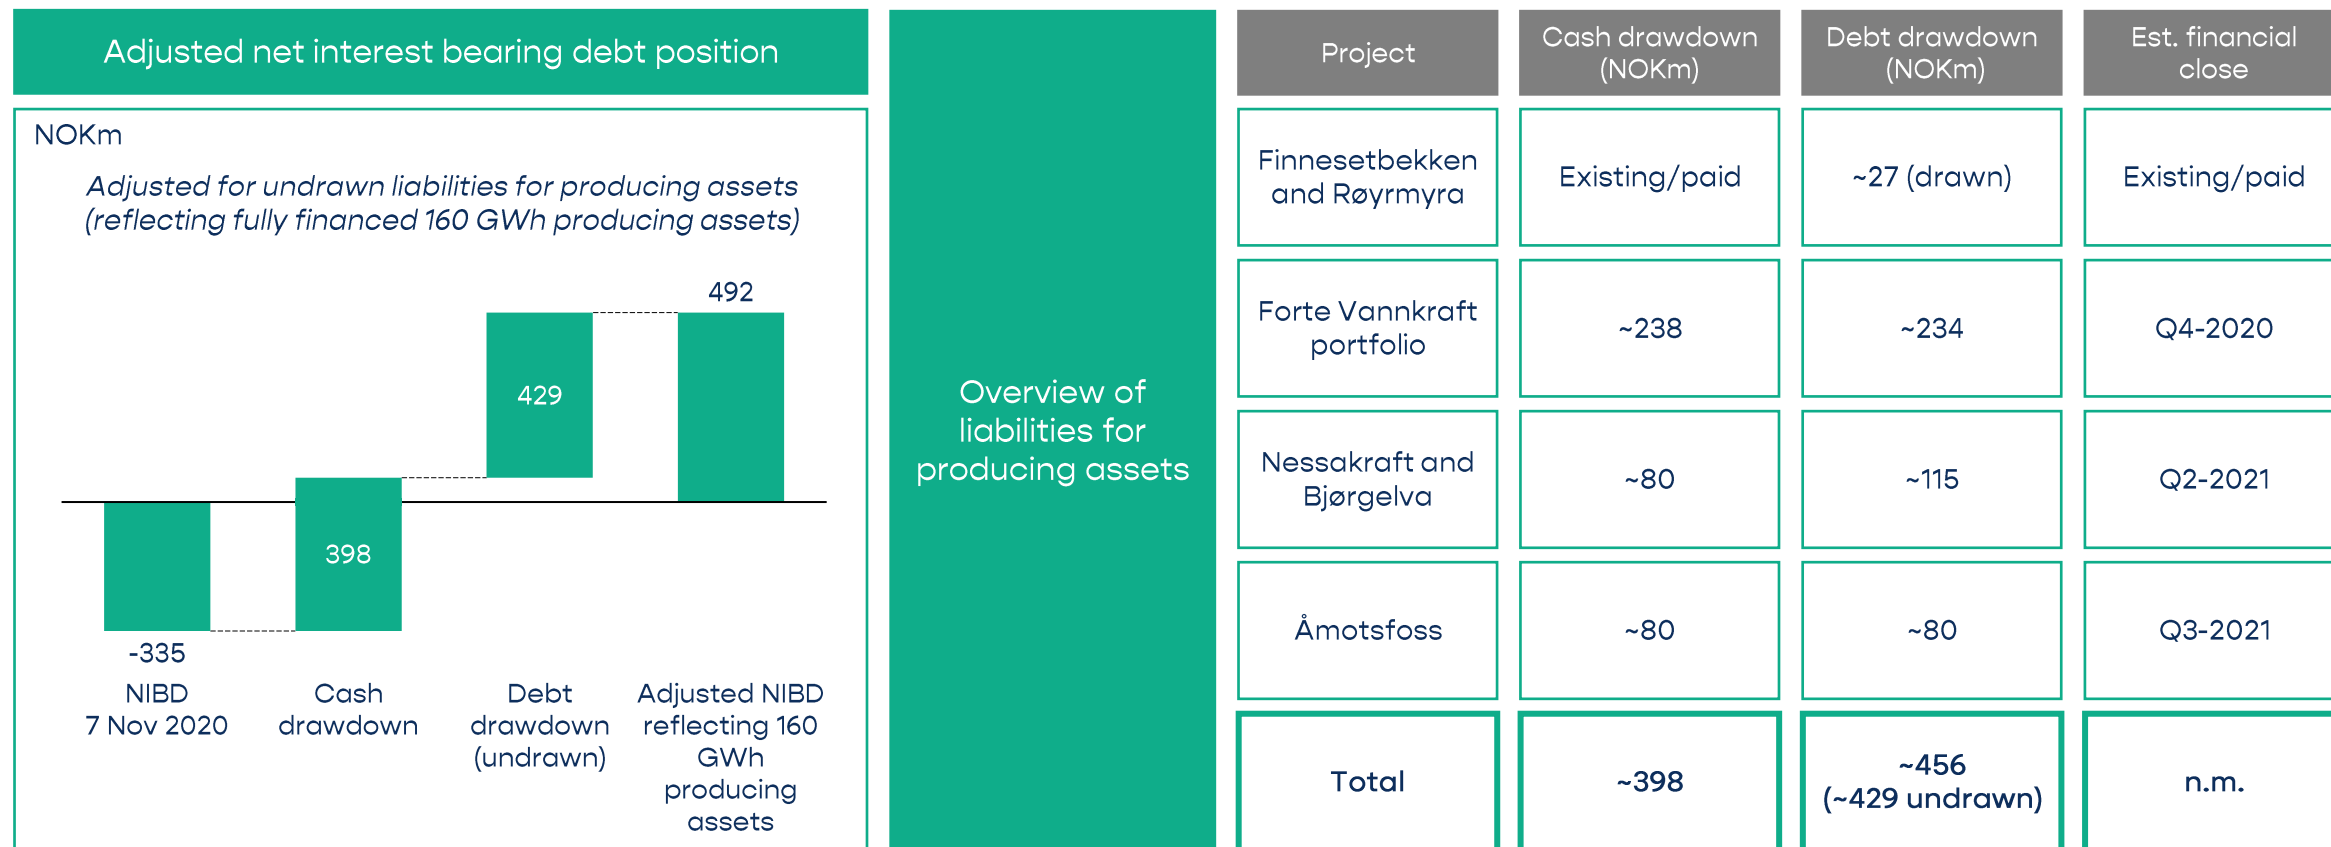 Adjusted net interest bearing debt position
NOKm
Adjusted for undrawn liabilities for producing assets
(reflecting fully financed 160 GWh producing assets)
492
429
398
-335
NIBD
7 Nov 2020
Cash
drawdown
Debt
drawdown
(undrawn)
Adjusted NIBD
reflecting 160
GWh
producing
assets
Overview of
liabilities for
producing assets
Project
Cash drawdown
(NOKm)
Debt drawdown
(NOKm)
Est. financial
close
Finnesetbekken
and Røyrmyra
Existing/paid
~27 (drawn)
Existing/paid
Forte Vannkraft
portfolio
~238
~234
Q4-2020
Nessakraft and
Bjørgelva
~80
~115
Q2-2021
Åmotsfoss
~80
~80
Q3-2021
Total
~398
~456
(~429 undrawn)
n.m.